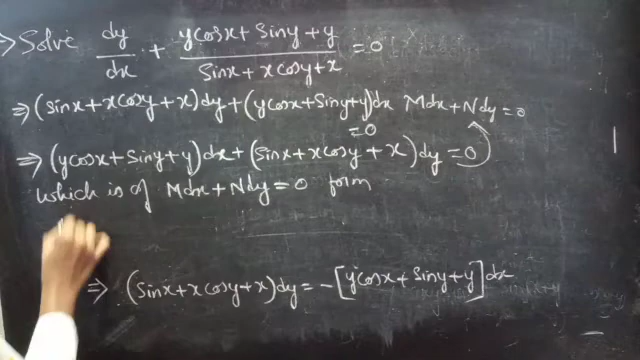 → Solve dy/dx + (ycosx + Siny + y)/(Sinx + xcosy + x) = 0
⇒ (sinx + xcosy + x)dy + (ycosx + Siny + y)dx = 0 Mdx + Ndy = 0
⇒ (ycosx + Siny + y)dx + (Sinx + xcosy + x)dy = 0
which is of Mdx + Ndy = 0 form
⇒ (Sinx + xcosy + x)dy = -[ycosx + Siny + y]dx